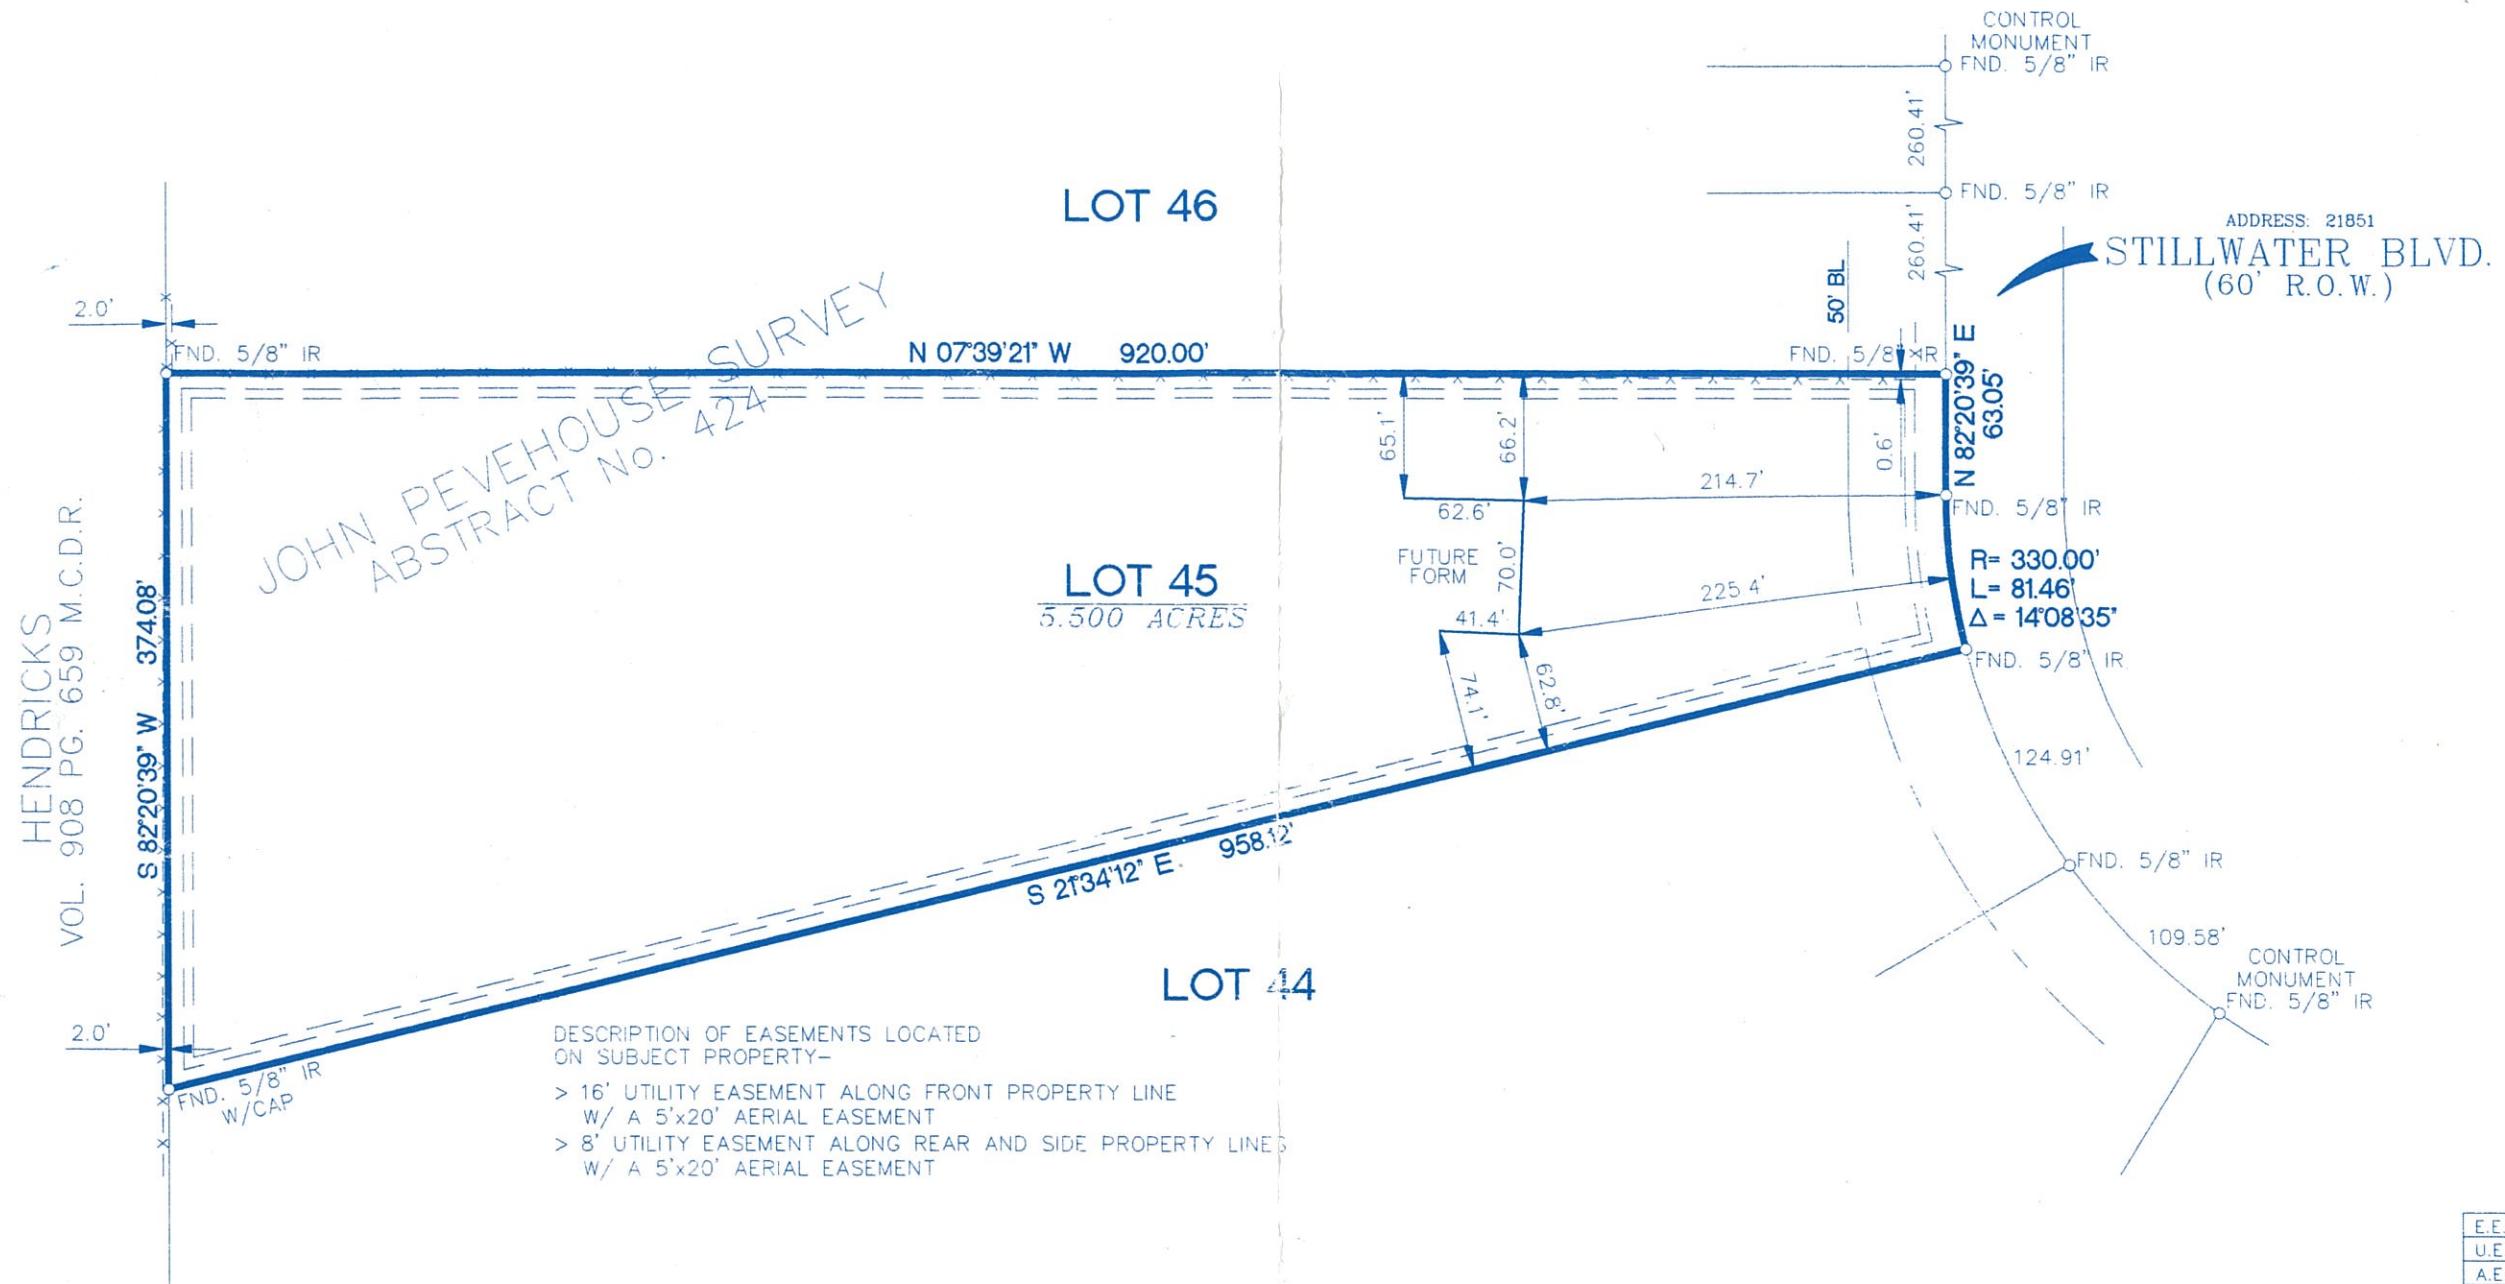 CONTROL
MONUMENT
FND. 5/8" IR
260.41'
FND. 5/8" IR
260.41'
LOT 46
ADDRESS: 21851
STILLWATER BLVD.
(60' R.O.W.)
50' BL
2.0'
FND. 5/8" IR
N 07°39'21" W 920.00'
FND. 5/8" IR
N 82°20'39" E
63.05'
JOHN PEVEHOUSE SURVEY
ABSTRACT No. 424
65.1'
66.2'
0.6'
214.7'
62.6'
FND. 5/8" IR
HENDRICKS
VOL. 908 PG. 659 M.C.D.R.
S 82°20'39" W 374.08'
LOT 45
5.500 ACRES
FUTURE
FORM
70.0'
R= 330.00'
L= 81.46'
Δ= 14°08'35"
225.4'
41.4'
FND. 5/8" IR
74.1'
62.8'
124.91'
S 21°34'12" E 958.12'
FND. 5/8" IR
109.58'
CONTROL
MONUMENT
FND. 5/8" IR
LOT 44
2.0'
FND. 5/8" IR
W/CAP
DESCRIPTION OF EASEMENTS LOCATED
ON SUBJECT PROPERTY-
> 16' UTILITY EASEMENT ALONG FRONT PROPERTY LINE
W/ A 5'x20' AERIAL EASEMENT
> 8' UTILITY EASEMENT ALONG REAR AND SIDE PROPERTY LINES
W/ A 5'x20' AERIAL EASEMENT
E.E.
U.E
A.E